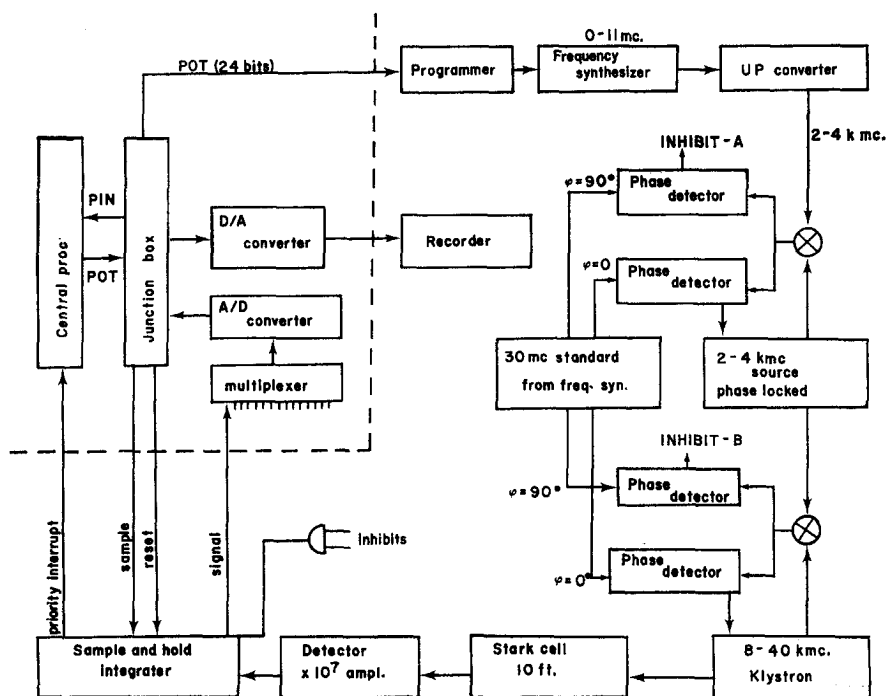 0-11 mc.
POT (24 bits)
Programmer
Frequency
synthesizer
UP converter
2-4 k mc.
INHIBIT-A
φ=90°
Phase
detector
PIN
POT
Central proc.
Junction box
D/A
converter
Recorder
φ=0
Phase
detector
A/D
converter
multiplexer
30 mc standard
from freq. syn.
2-4 kmc
source
phase locked
INHIBIT-B
φ=90°
Phase
detector
priority interrupt
sample
reset
signal
Inhibits
φ=0°
Phase
detector
Sample and hold
integrater
Detector
x 10⁷ ampl.
Stark cell
10 ft.
8-40 kmc.
Klystron